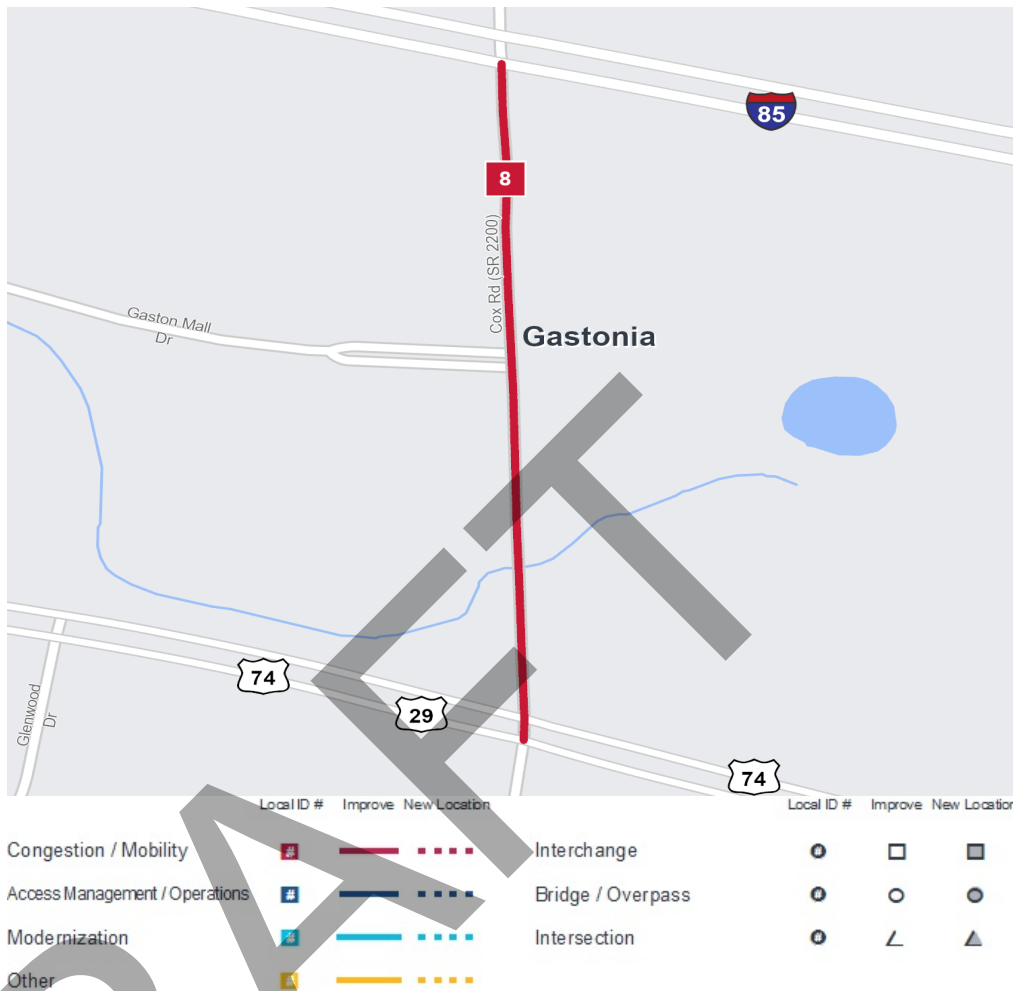 85
8
Cox Rd (SR 2200)
Gaston Mall
Dr
Gastonia
74
29
Glenwood
Dr
74
Local ID # Improve New Location
Congestion / Mobility #
Access Management / Operations #
Modernization #
Other #
Local ID # Improve New Location
Interchange #
Bridge / Overpass #
Intersection #
DRAFT